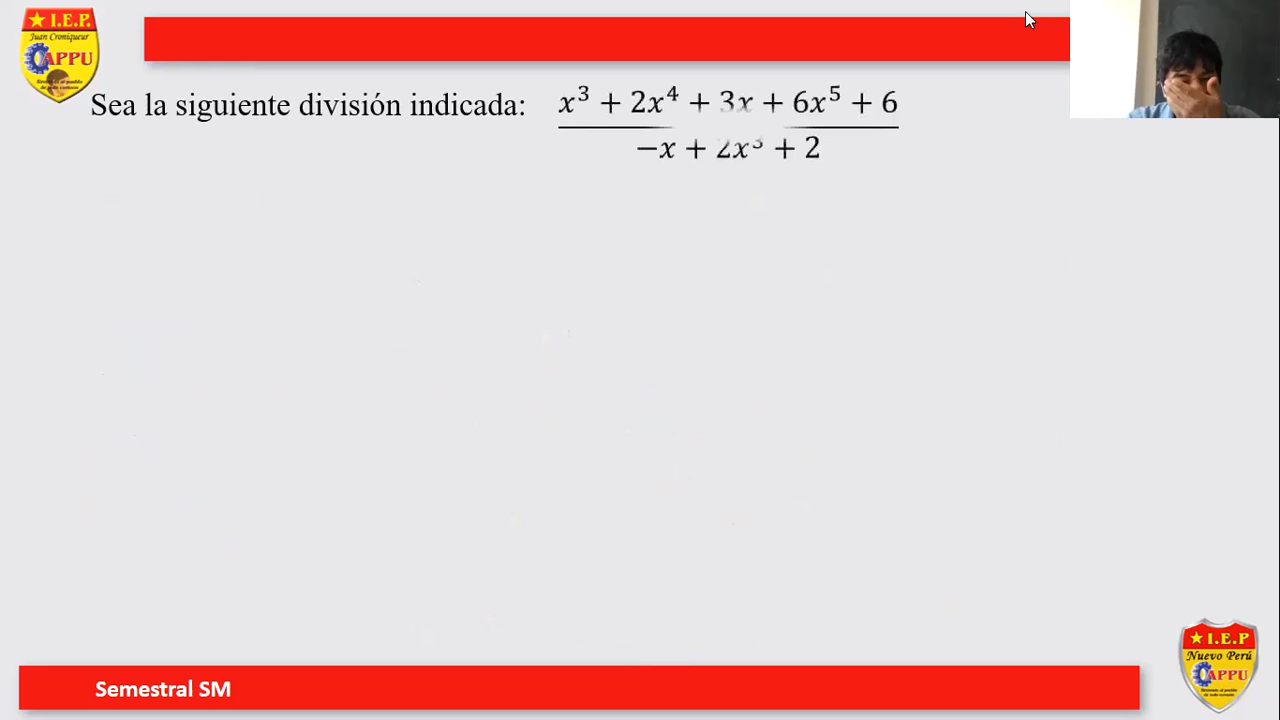 ★ I.E.P.
Juan Croniqueur
CAPPU
Sea la siguiente división indicada:
x³ + 2x⁴ + 3x + 6x⁵ + 6
−x + 2x³ + 2
Semestral SM
★ I.E.P
Nuevo Perú
CAPPU